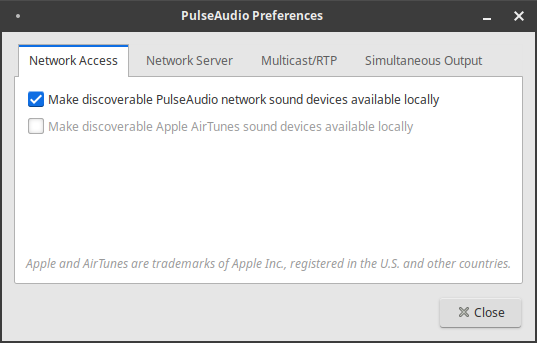 PulseAudio Preferences
Network Access
Network Server
Multicast/RTP
Simultaneous Output
Make discoverable PulseAudio network sound devices available locally
Make discoverable Apple AirTunes sound devices available locally
Apple and AirTunes are trademarks of Apple Inc., registered in the U.S. and other countries.
Close